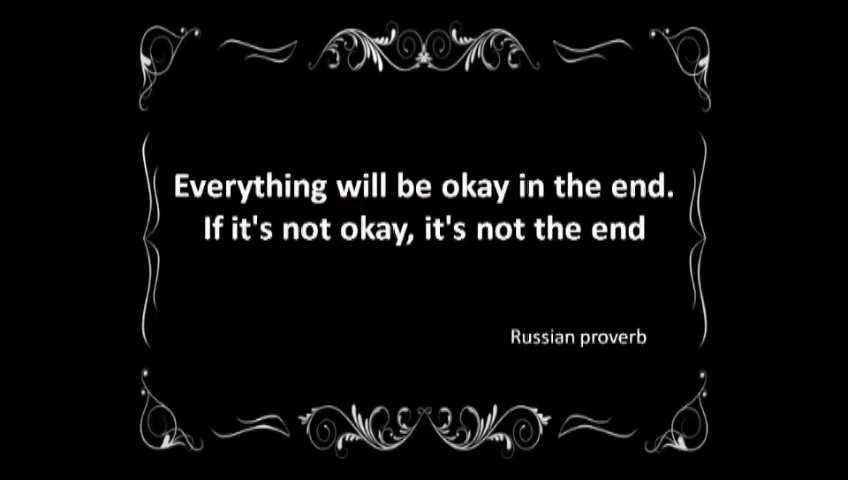 Everything will be okay in the end.
If it's not okay, it's not the end
Russian proverb